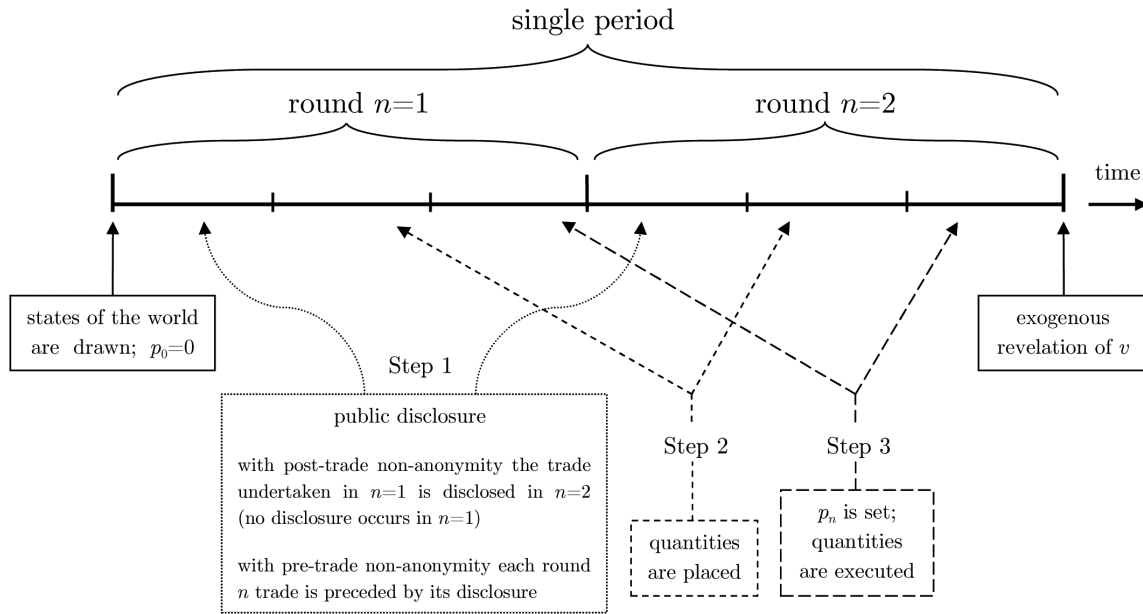 single period
round n=1
round n=2
time
states of the world
are drawn; p₀=0
exogenous
revelation of v
Step 1
public disclosure
with post-trade non-anonymity the trade
undertaken in n=1 is disclosed in n=2
(no disclosure occurs in n=1)
with pre-trade non-anonymity each round
n trade is preceded by its disclosure
Step 2
quantities
are placed
Step 3
pₙ is set;
quantities
are executed